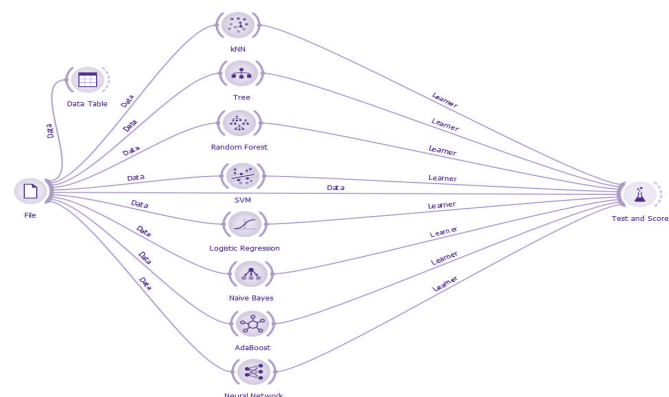 kNN
Data Table
Data
Data
Learner
Tree
Data
Learner
Random Forest
Data
Learner
SVM
Data
Learner
Data
File
Test and Score
Data
Learner
Logistic Regression
Data
Learner
Naive Bayes
Data
Learner
AdaBoost
Data
Learner
Neural Network